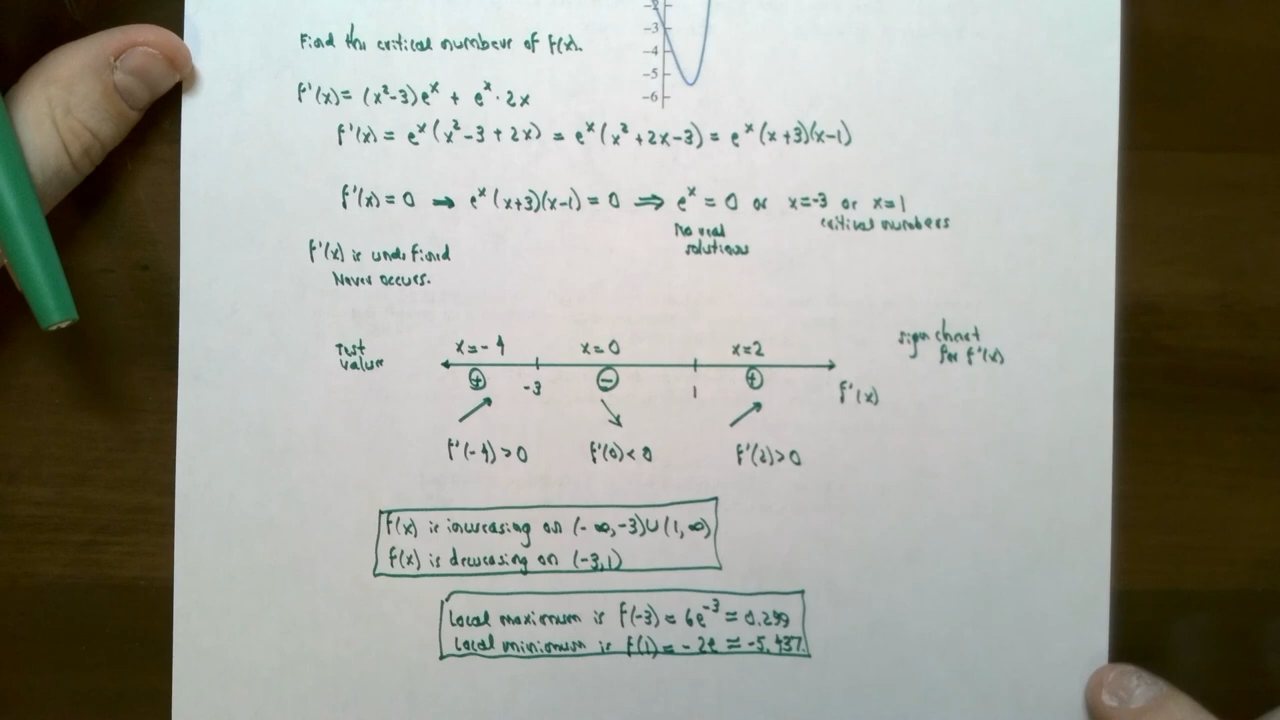 -2
-3
-4
-5
-6
Find the critical numbers of f(x).
f'(x) = (x²-3)eˣ + eˣ · 2x
f'(x) = eˣ(x²-3+2x) = eˣ(x²+2x-3) = eˣ(x+3)(x-1)
f'(x) = 0 → eˣ(x+3)(x-1) = 0 ⇒ eˣ = 0 or x=-3 or x=1
No real solutions
critical numbers
f'(x) is undefined
Never occurs.
Test values
x=-4 x=0 x=2
sign chart for f'(x)
⊕ -3 ⊖ 1 ⊕ f'(x)
↗ ↘ ↗
f'(-4)>0 f'(0)<0 f'(2)>0
f(x) is increasing on (-∞,-3)∪(1,∞)
f(x) is decreasing on (-3,1)
Local maximum is f(-3) = 6e⁻³ ≈ 0.299
Local minimum is f(1) = -2e ≈ -5.437.